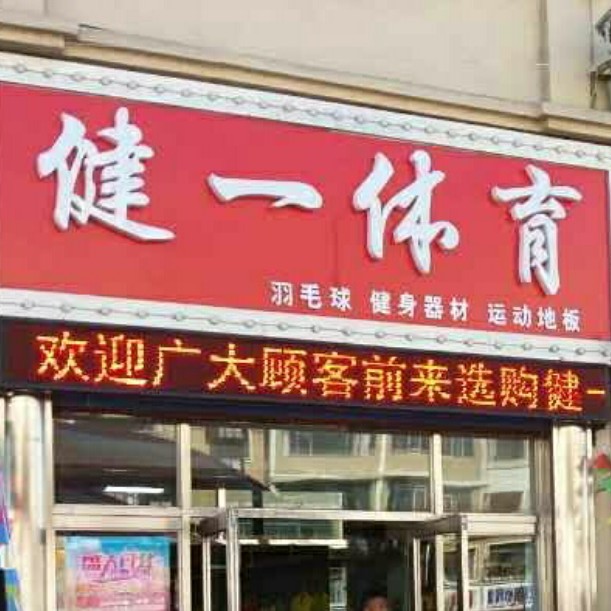 健一体育
羽毛球 健身器材 运动地板
欢迎广大顾客前来选购健一